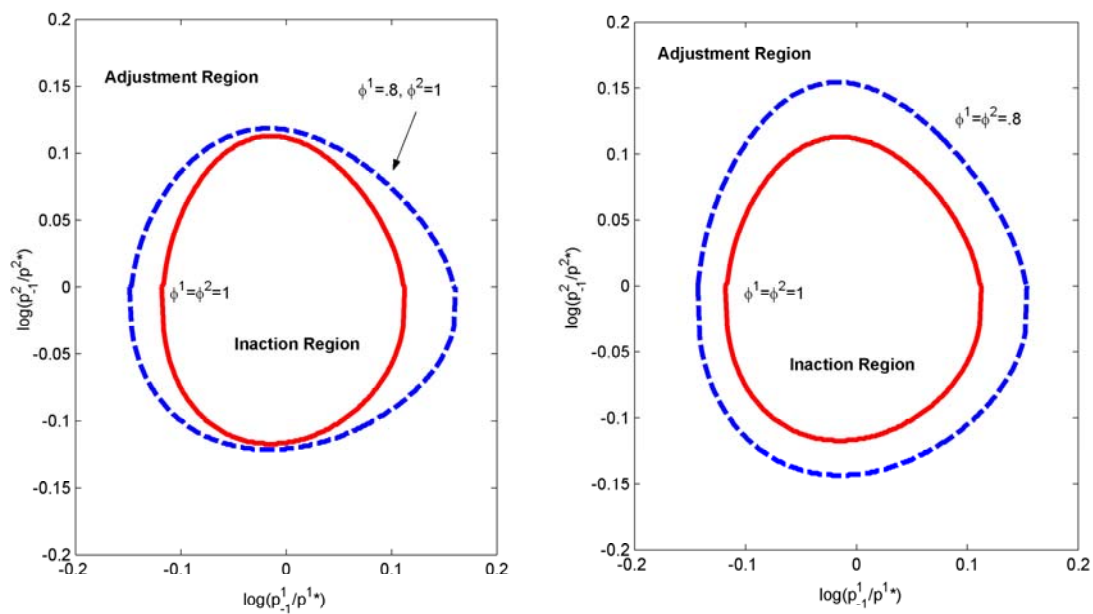 0.2
Adjustment Region
ϕ¹=.8, ϕ²=1
0.15
0.1
0.05
0
-0.05
-0.1
-0.15
-0.2
log(p²₋₁/p²*)
ϕ¹=ϕ²=1
Inaction Region
-0.2 -0.1 0 0.1 0.2
log(p¹₋₁/p¹*)
0.2
Adjustment Region
0.15
ϕ¹=ϕ²=.8
0.1
0.05
0
-0.05
-0.1
-0.15
-0.2
log(p²₋₁/p²*)
ϕ¹=ϕ²=1
Inaction Region
-0.2 -0.1 0 0.1 0.2
log(p¹₋₁/p¹*)